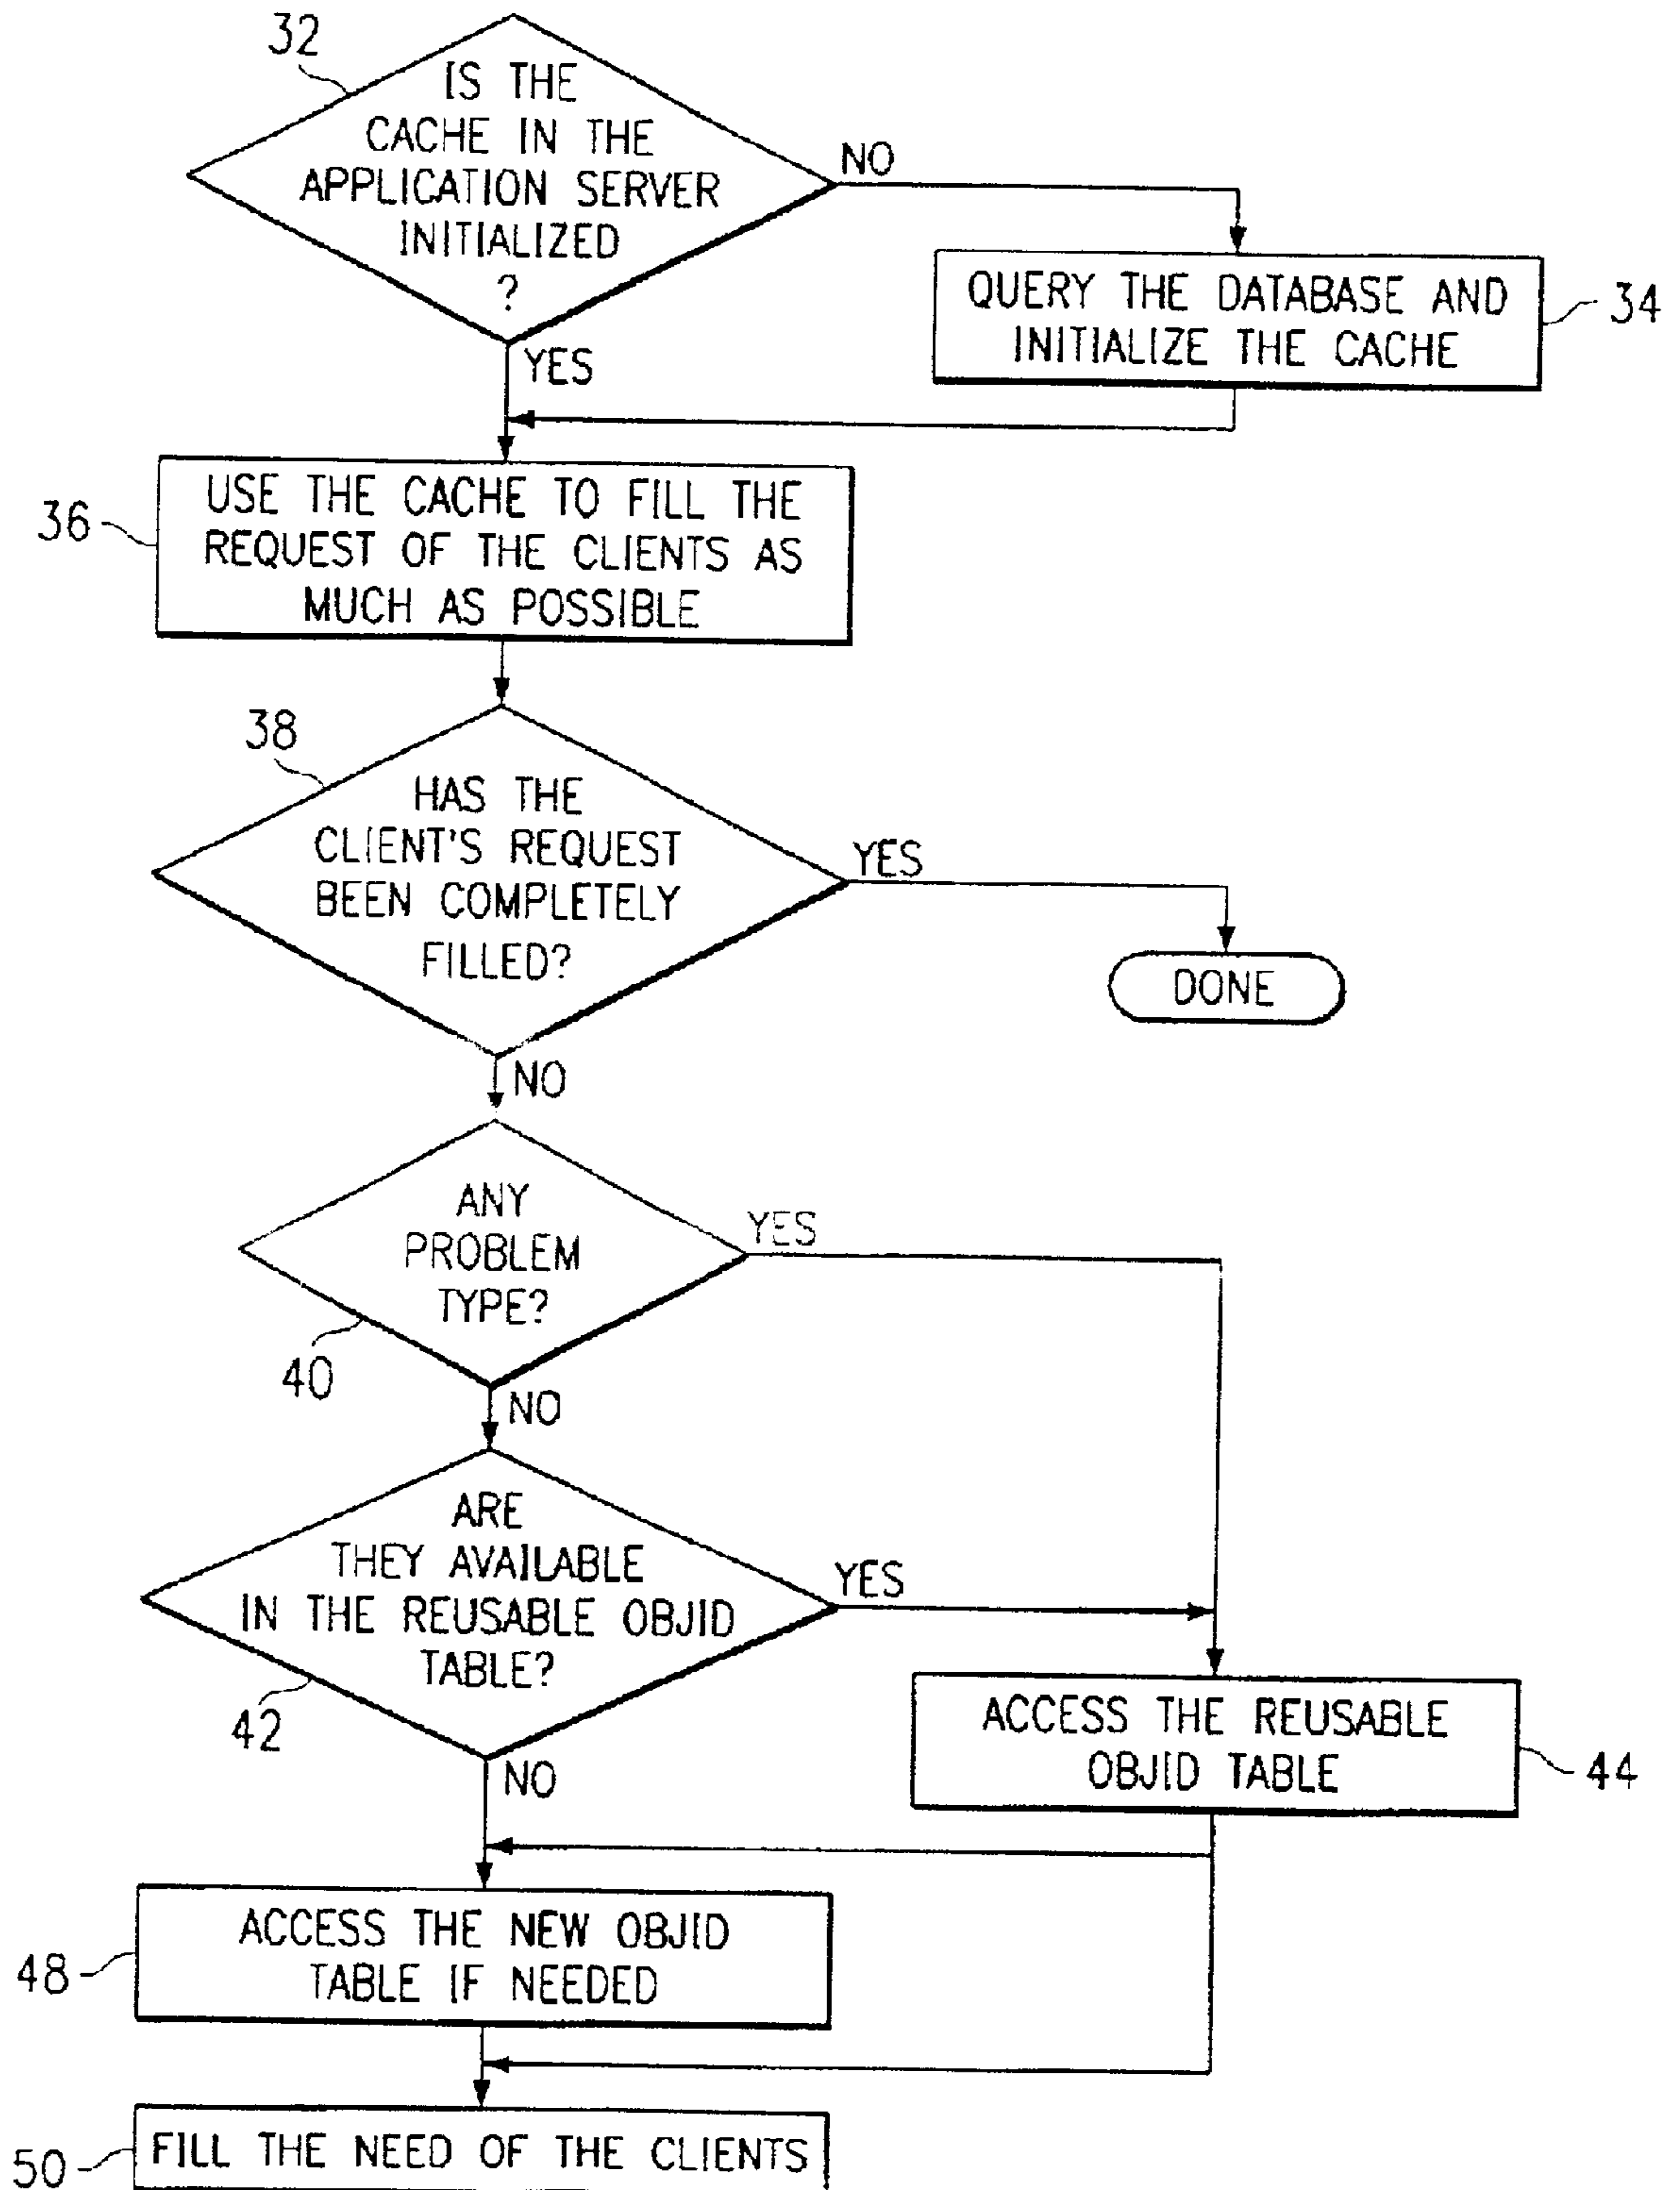 32
IS THE
CACHE IN THE
APPLICATION SERVER
INITIALIZED
?
NO
YES
QUERY THE DATABASE AND
INITIALIZE THE CACHE
34
36
USE THE CACHE TO FILL THE
REQUEST OF THE CLIENTS AS
MUCH AS POSSIBLE
38
HAS THE
CLIENT'S REQUEST
BEEN COMPLETELY
FILLED?
YES
DONE
NO
ANY
PROBLEM
TYPE?
YES
40
NO
ARE
THEY AVAILABLE
IN THE REUSABLE OBJID
TABLE?
YES
42
NO
ACCESS THE REUSABLE
OBJID TABLE
44
ACCESS THE NEW OBJID
TABLE IF NEEDED
48
FILL THE NEED OF THE CLIENTS
50